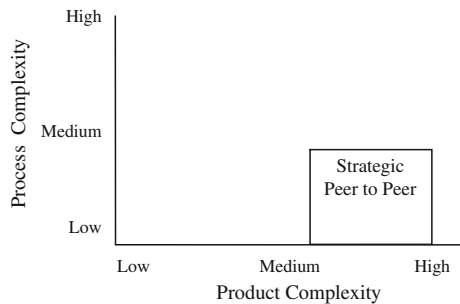 High
Medium
Low
Process Complexity
Strategic
Peer to Peer
Low
Medium
High
Product Complexity